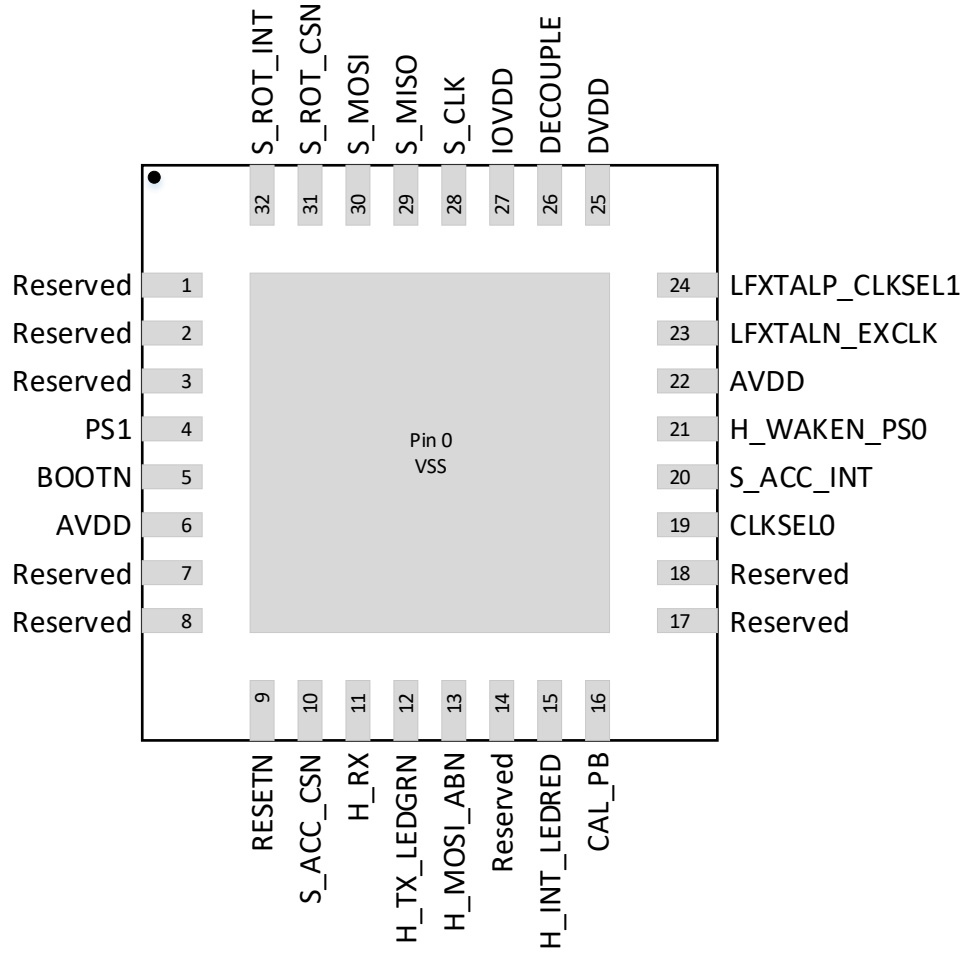 S_ROT_INT
S_ROT_CSN
S_MOSI
S_MISO
S_CLK
IOVDD
DECOUPLE
DVDD
32
31
30
29
28
27
26
25
Reserved 1
Reserved 2
Reserved 3
PS1 4
BOOTN 5
AVDD 6
Reserved 7
Reserved 8
Pin 0
VSS
24 LFXTALP_CLKSEL1
23 LFXTALN_EXCLK
22 AVDD
21 H_WAKEN_PS0
20 S_ACC_INT
19 CLKSEL0
18 Reserved
17 Reserved
9
10
11
12
13
14
15
16
RESETN
S_ACC_CSN
H_RX
H_TX_LEDGRN
H_MOSI_ABN
Reserved
H_INT_LEDRED
CAL_PB